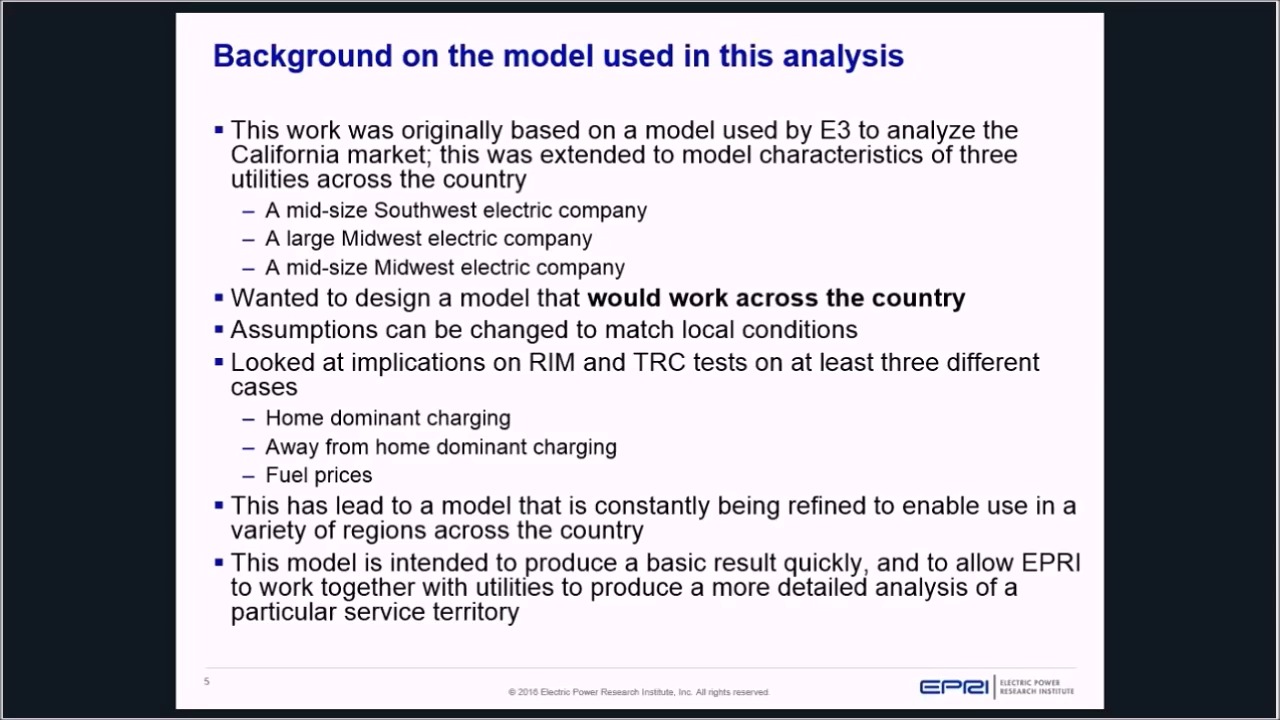 Background on the model used in this analysis
▪ This work was originally based on a model used by E3 to analyze the
California market; this was extended to model characteristics of three
utilities across the country
– A mid-size Southwest electric company
– A large Midwest electric company
– A mid-size Midwest electric company
▪ Wanted to design a model that would work across the country
▪ Assumptions can be changed to match local conditions
▪ Looked at implications on RIM and TRC tests on at least three different
cases
– Home dominant charging
– Away from home dominant charging
– Fuel prices
▪ This has lead to a model that is constantly being refined to enable use in a
variety of regions across the country
▪ This model is intended to produce a basic result quickly, and to allow EPRI
to work together with utilities to produce a more detailed analysis of a
particular service territory
5
© 2016 Electric Power Research Institute, Inc. All rights reserved.
EPRI
ELECTRIC POWER
RESEARCH INSTITUTE